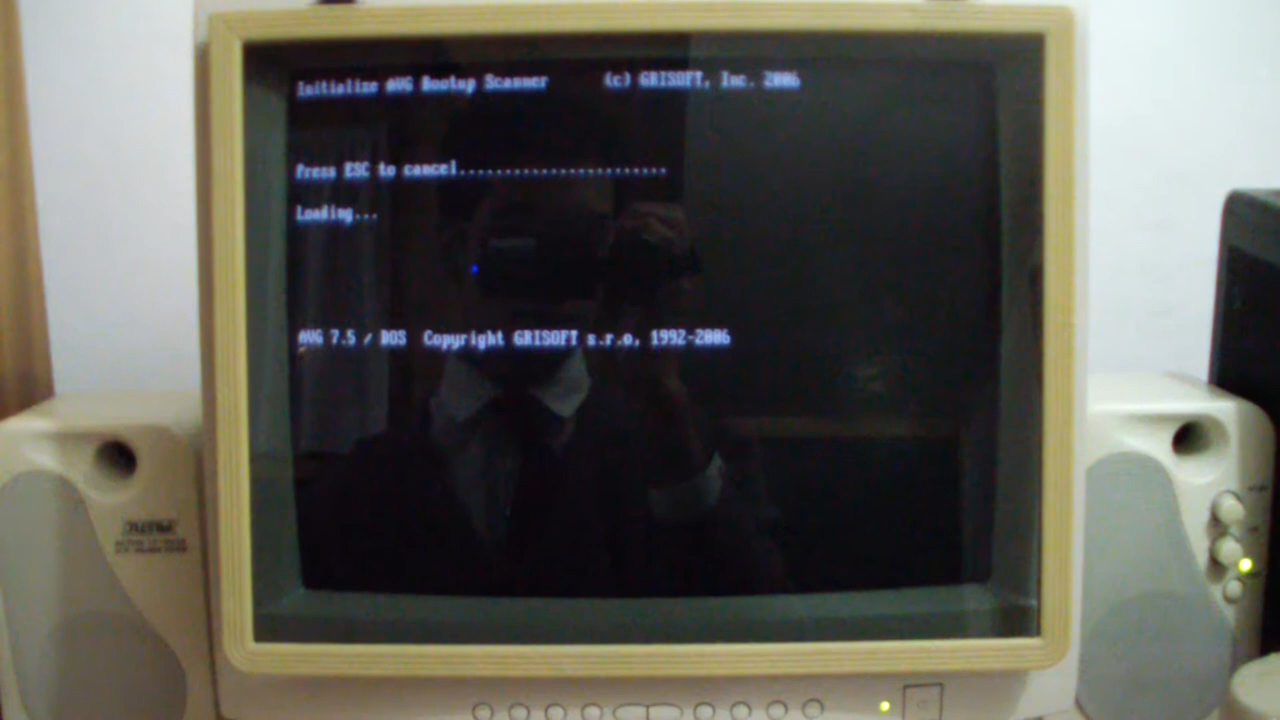 Initialize AVG Bootup Scanner (c) GRISOFT, Inc. 2006
Press ESC to cancel.......................
Loading...
AVG 7.5 / DOS Copyright GRISOFT s.r.o, 1992-2006